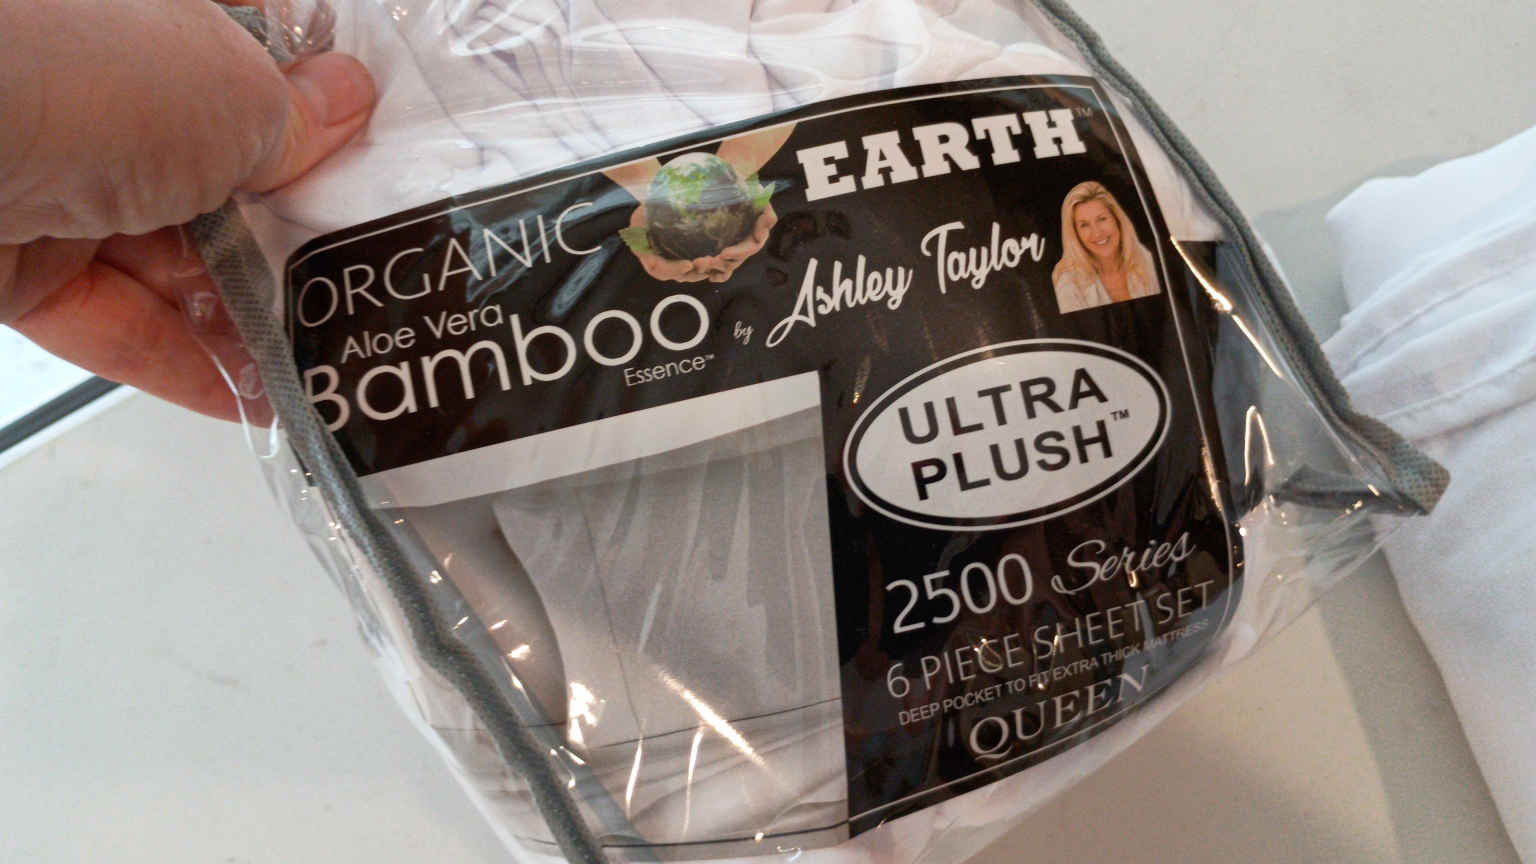 ORGANIC
Aloe Vera
Bamboo
Essence™
EARTH™
by Ashley Taylor
ULTRA
PLUSH™
2500 Series
6 PIECE SHEET SET
DEEP POCKET TO FIT EXTRA THICK MATTRESS
QUEEN